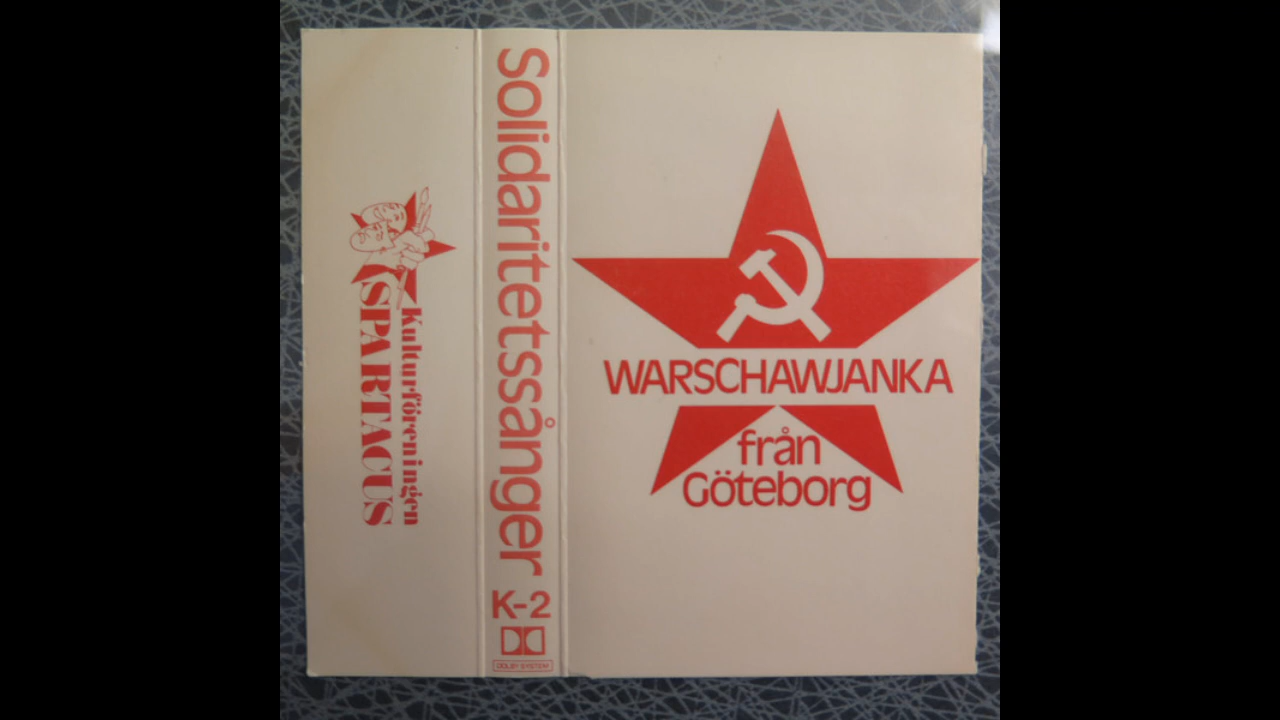 Kulturföreningen
SPARTACUS
Solidaritetssånger
K-2
DOLBY SYSTEM
WARSCHAWJANKA
från
Göteborg